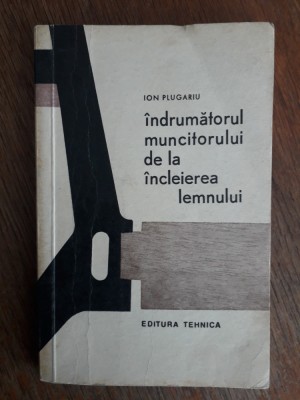 ION PLUGARIU
îndrumătorul
muncitorului
de la
încleierea
lemnului
EDITURA TEHNICA